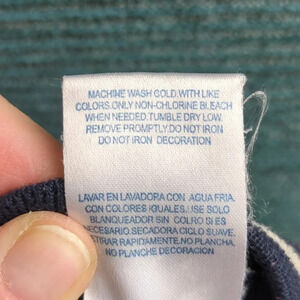 MACHINE WASH COLD.WITH LIKE
COLORS.ONLY NON-CHLORINE BLEACH
WHEN NEEDED.TUMBLE DRY LOW.
REMOVE PROMPTLY.DO NOT IRON
DO NOT IRON DECORATION
LAVAR EN LAVADORA CON AGUA FRIA.
CON COLORES IGUALES. USE SOLO
BLANQUEADOR SIN COLRO SI ES
NECESARIO SECADORA CICLO SUAVE.
RETIRAR RAPIDAMENTE.NO PLANCHA,
NO PLANCHE DECORACION